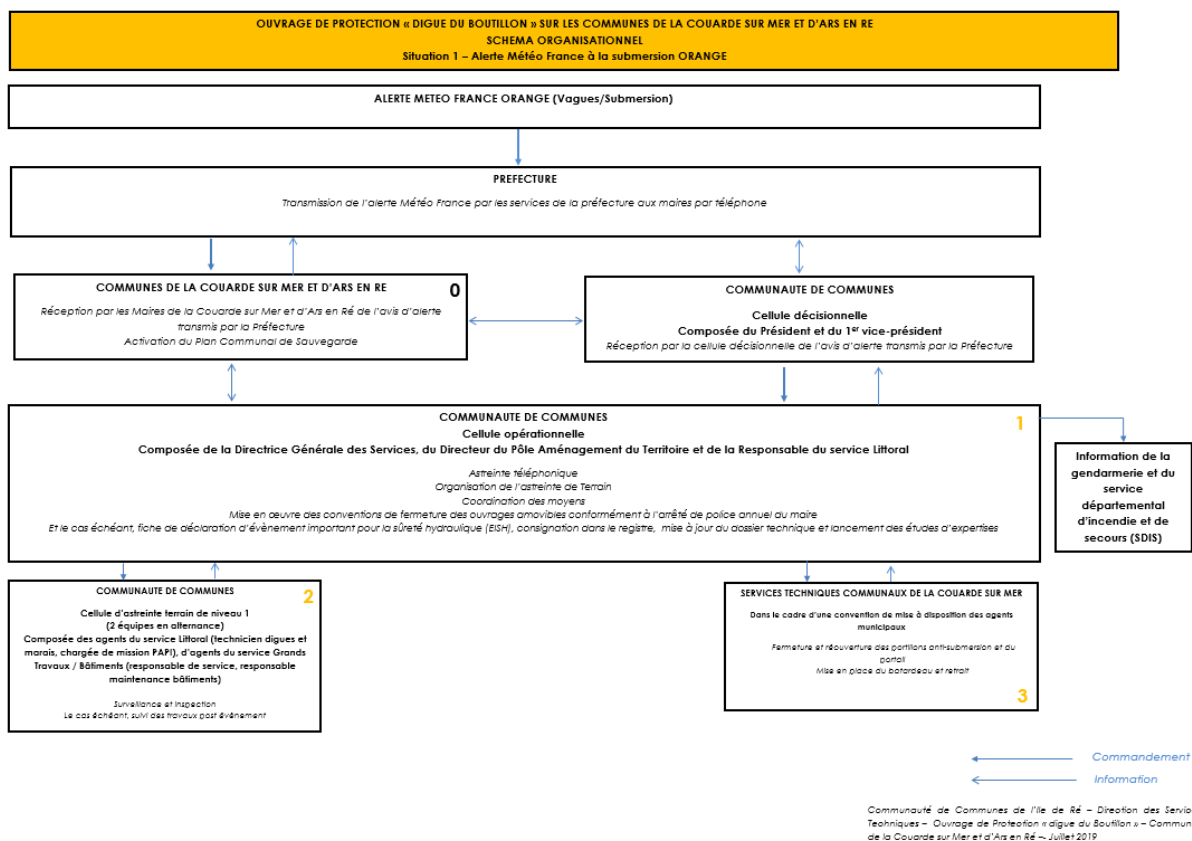 OUVRAGE DE PROTECTION « DIGUE DU BOUTILLON » SUR LES COMMUNES DE LA COUARDE SUR MER ET D'ARS EN RE
SCHEMA ORGANISATIONNEL
Situation 1 – Alerte Météo France à la submersion ORANGE
ALERTE METEO FRANCE ORANGE (Vagues/Submersion)
PREFECTURE
Transmission de l'alerte Météo France par les services de la préfecture aux maires par téléphone
COMMUNES DE LA COUARDE SUR MER ET D'ARS EN RE
0
Réception par les Maires de la Couarde sur Mer et d'Ars en Ré de l'avis d'alerte
transmis par la Préfecture
Activation du Plan Communal de Sauvegarde
COMMUNAUTE DE COMMUNES
Cellule décisionnelle
Composée du Président et du 1er vice-président
Réception par la cellule décisionnelle de l'avis d'alerte transmis par la Préfecture
COMMUNAUTE DE COMMUNES
1
Cellule opérationnelle
Composée de la Directrice Générale des Services, du Directeur du Pôle Aménagement du Territoire et de la Responsable du service Littoral
Astreinte téléphonique
Organisation de l'astreinte de Terrain
Coordination des moyens
Mise en œuvre des conventions de fermeture des ouvrages amovibles conformément à l'arrêté de police annuel du maire
Et le cas échéant, fiche de déclaration d'évènement important pour la sûreté hydraulique (EISH), consignation dans le registre, mise à jour du dossier technique et lancement des études d'expertises
Information de la
gendarmerie et du
service
départemental
d'incendie et de
secours (SDIS)
COMMUNAUTE DE COMMUNES
2
Cellule d'astreinte terrain de niveau 1
(2 équipes en alternance)
Composée des agents du service Littoral (technicien digues et
marais, chargée de mission PAPI), d'agents du service Grands
Travaux / Bâtiments (responsable de service, responsable
maintenance bâtiments)
Surveillance et Inspection
Le cas échéant, suivi des travaux post évènement
SERVICES TECHNIQUES COMMUNAUX DE LA COUARDE SUR MER
Dans le cadre d'une convention de mise à disposition des agents
municipaux
Fermeture et réouverture des portillons anti-submersion et du
portail
Mise en place du batardeau et retrait
3
Commandement
Information
Communauté de Communes de l'Ile de Ré – Direction des Servic
Techniques – Ouvrage de Protection « digue du Boutillon » – Commun
de la Couarde sur Mer et d'Ars en Ré – Juillet 2019